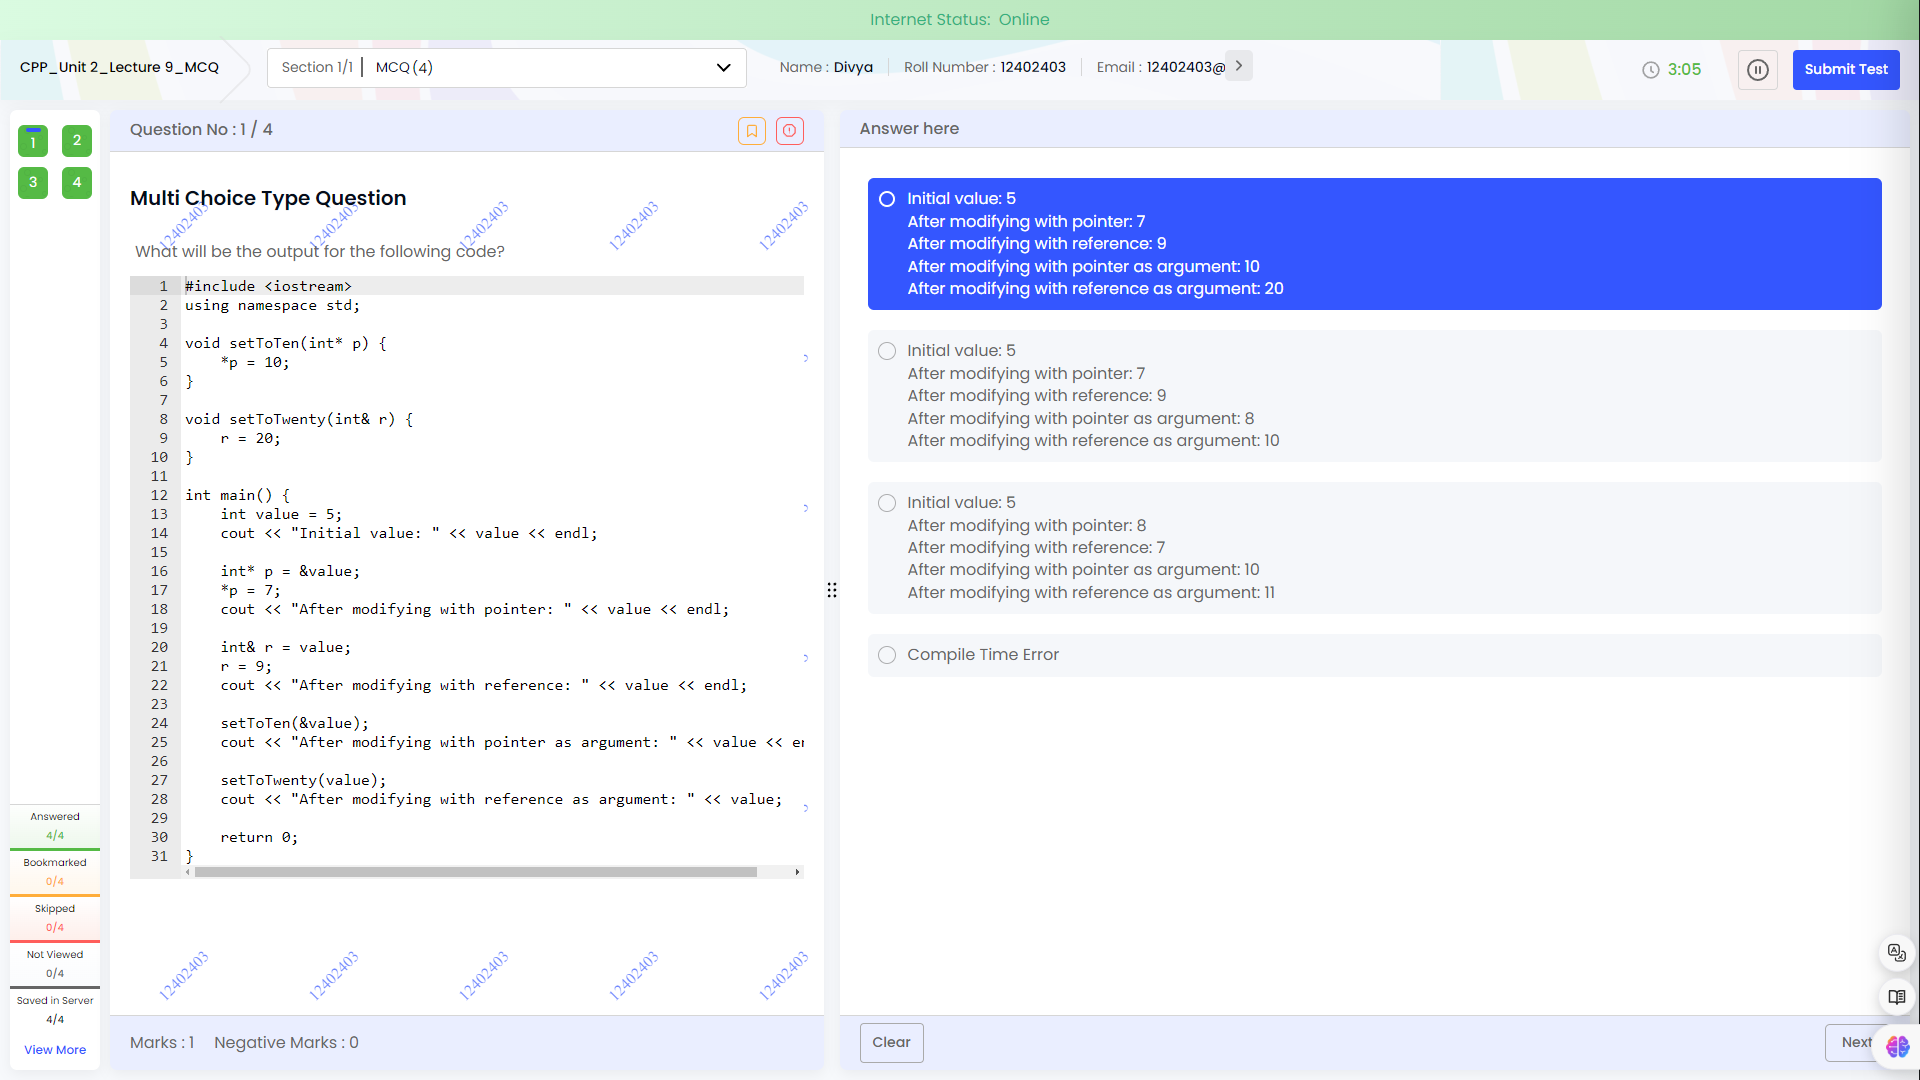 Internet Status: Online
CPP_Unit 2_Lecture 9_MCQ
Section 1/1 | MCQ (4)
Name : Divya
Roll Number : 12402403
Email : 12402403@
3:05
Submit Test
1
2
3
4
Question No : 1 / 4
Multi Choice Type Question
12402403 12402403 12402403 12402403 12402403
What will be the output for the following code?
1 #include <iostream>
2 using namespace std;
3
4 void setToTen(int* p) {
5     *p = 10;
6 }
7
8 void setToTwenty(int& r) {
9     r = 20;
10 }
11
12 int main() {
13     int value = 5;
14     cout << "Initial value: " << value << endl;
15
16     int* p = &value;
17     *p = 7;
18     cout << "After modifying with pointer: " << value << endl;
19
20     int& r = value;
21     r = 9;
22     cout << "After modifying with reference: " << value << endl;
23
24     setToTen(&value);
25     cout << "After modifying with pointer as argument: " << value << en
26
27     setToTwenty(value);
28     cout << "After modifying with reference as argument: " << value;
29
30     return 0;
31 }
12402403 12402403 12402403 12402403 12402403
Marks : 1 Negative Marks : 0
Answered
4/4
Bookmarked
0/4
Skipped
0/4
Not Viewed
0/4
Saved in Server
4/4
View More
Answer here
Initial value: 5
After modifying with pointer: 7
After modifying with reference: 9
After modifying with pointer as argument: 10
After modifying with reference as argument: 20
Initial value: 5
After modifying with pointer: 7
After modifying with reference: 9
After modifying with pointer as argument: 8
After modifying with reference as argument: 10
Initial value: 5
After modifying with pointer: 8
After modifying with reference: 7
After modifying with pointer as argument: 10
After modifying with reference as argument: 11
Compile Time Error
Clear
Next